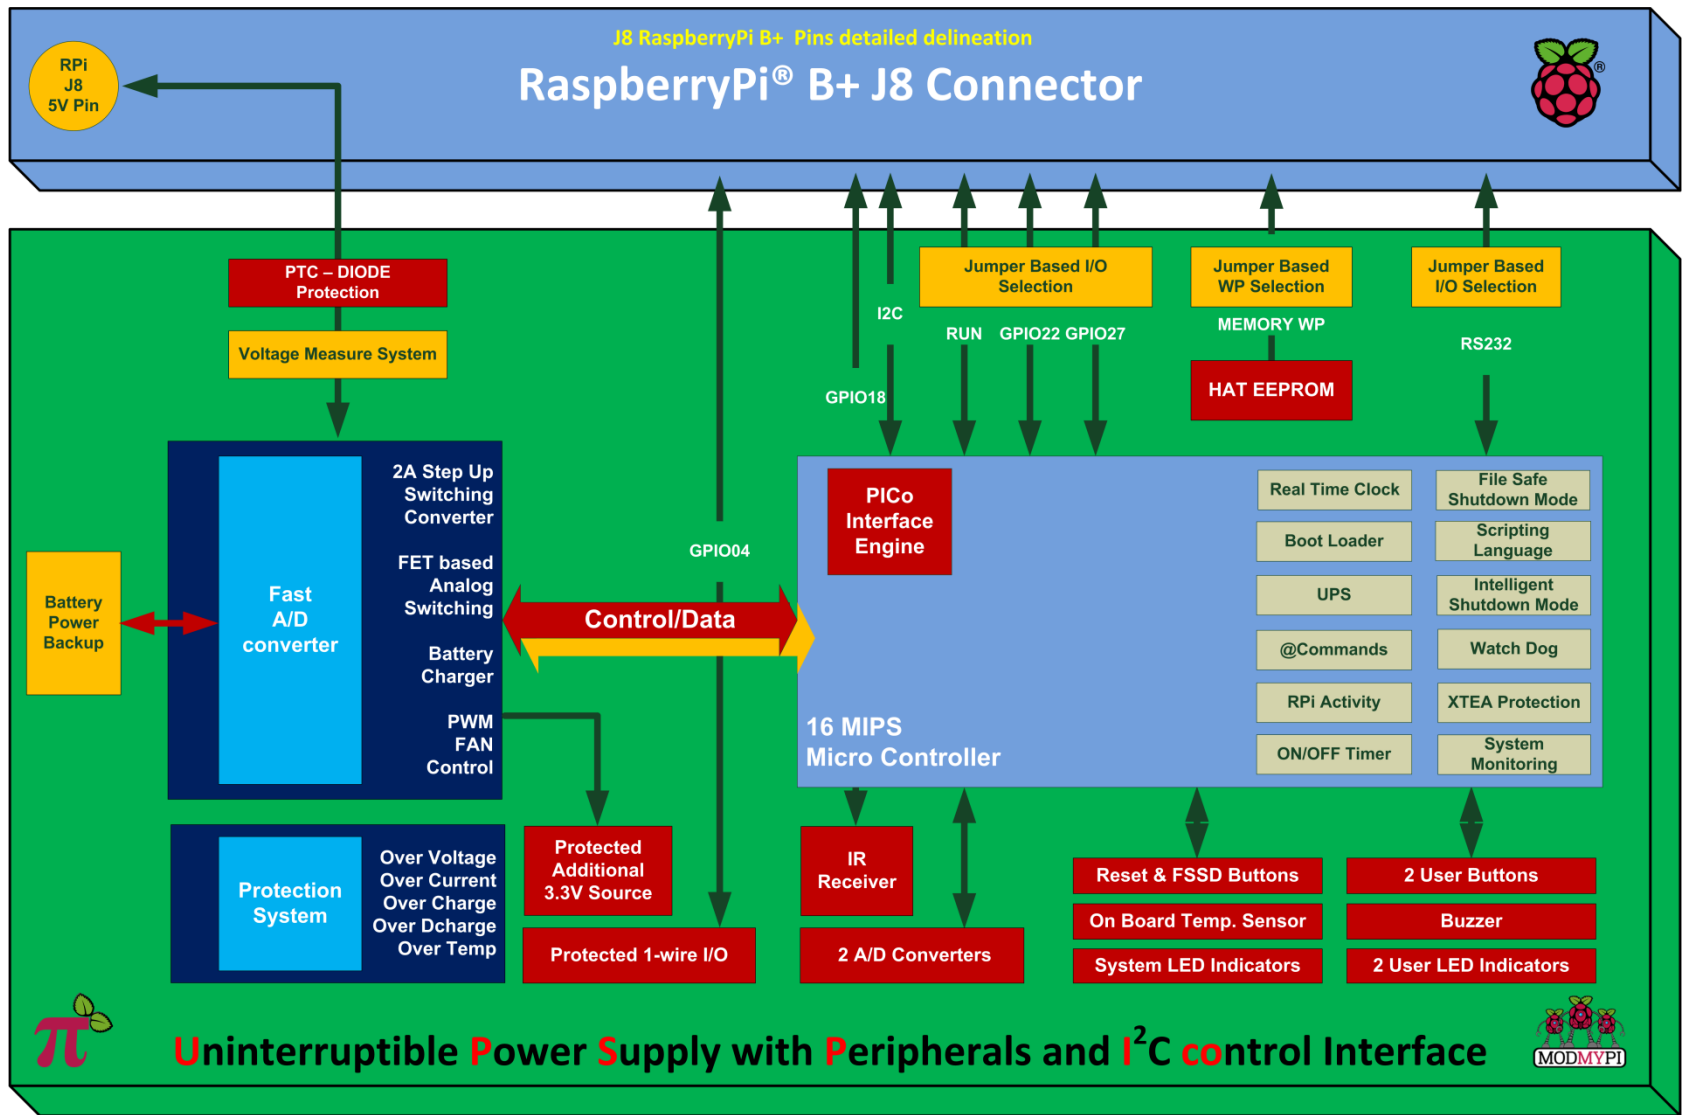 J8 RaspberryPi B+ Pins detailed delineation
RaspberryPi® B+ J8 Connector
RPi
J8
5V Pin
®
PTC – DIODE
Protection
Voltage Measure System
Jumper Based I/O
Selection
Jumper Based
WP Selection
Jumper Based
I/O Selection
I2C
RUN
GPIO22
GPIO27
MEMORY WP
RS232
GPIO18
HAT EEPROM
GPIO04
2A Step Up
Switching
Converter
FET based
Analog
Switching
Battery
Charger
PWM
FAN
Control
Fast
A/D
converter
Battery
Power
Backup
Control/Data
PICo
Interface
Engine
16 MIPS
Micro Controller
Real Time Clock
Boot Loader
UPS
@Commands
RPi Activity
ON/OFF Timer
File Safe
Shutdown Mode
Scripting
Language
Intelligent
Shutdown Mode
Watch Dog
XTEA Protection
System
Monitoring
Protection
System
Over Voltage
Over Current
Over Charge
Over Dcharge
Over Temp
Protected
Additional
3.3V Source
Protected 1-wire I/O
IR
Receiver
2 A/D Converters
Reset & FSSD Buttons
On Board Temp. Sensor
System LED Indicators
2 User Buttons
Buzzer
2 User LED Indicators
π
Uninterruptible Power Supply with Peripherals and I²C control Interface
MODMYPI